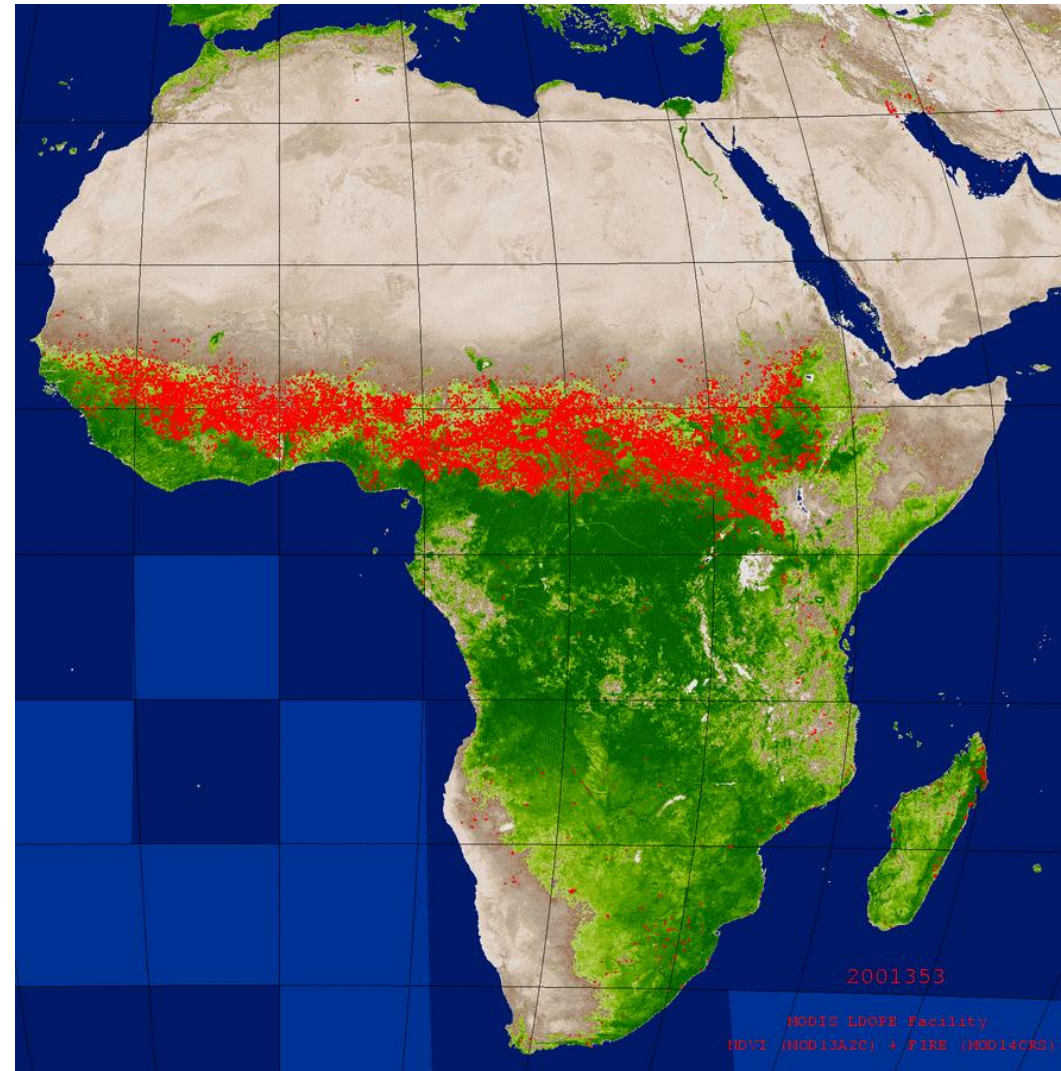 2001353
MODIS LDOPE Facility
NDVI (MOD13A2C) + FIRE (MOD14CRS)